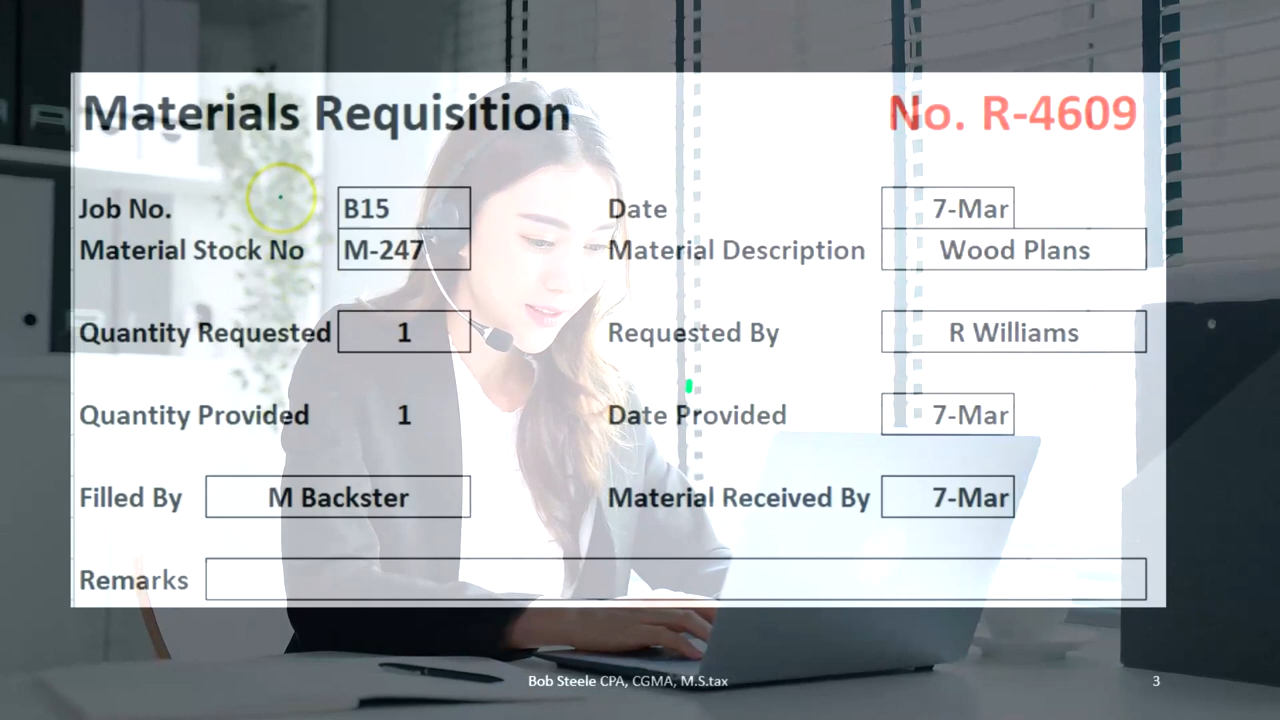 Materials Requisition No. R-4609
Job No. B15 Date 7-Mar
Material Stock No M-247 Material Description Wood Plans
Quantity Requested 1 Requested By R Williams
Quantity Provided 1 Date Provided 7-Mar
Filled By M Backster Material Received By 7-Mar
Remarks
Bob Steele CPA, CGMA, M.S.tax 3